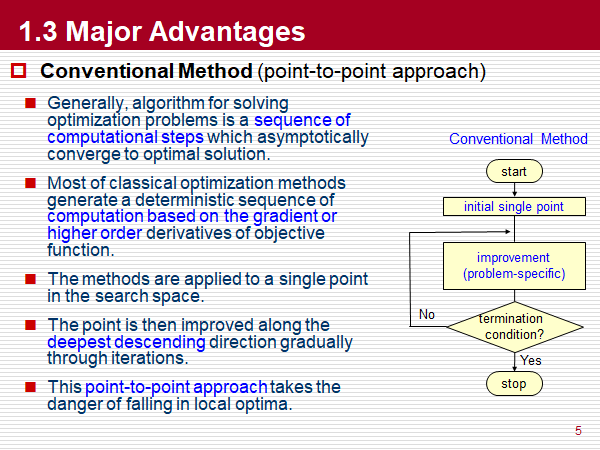 1.3 Major Advantages
Conventional Method (point-to-point approach)
Generally, algorithm for solving
optimization problems is a sequence of
computational steps which asymptotically
converge to optimal solution.
Most of classical optimization methods
generate a deterministic sequence of
computation based on the gradient or
higher order derivatives of objective
function.
The methods are applied to a single point
in the search space.
The point is then improved along the
deepest descending direction gradually
through iterations.
This point-to-point approach takes the
danger of falling in local optima.
Conventional Method
start
initial single point
improvement
(problem-specific)
No
termination
condition?
Yes
stop
5